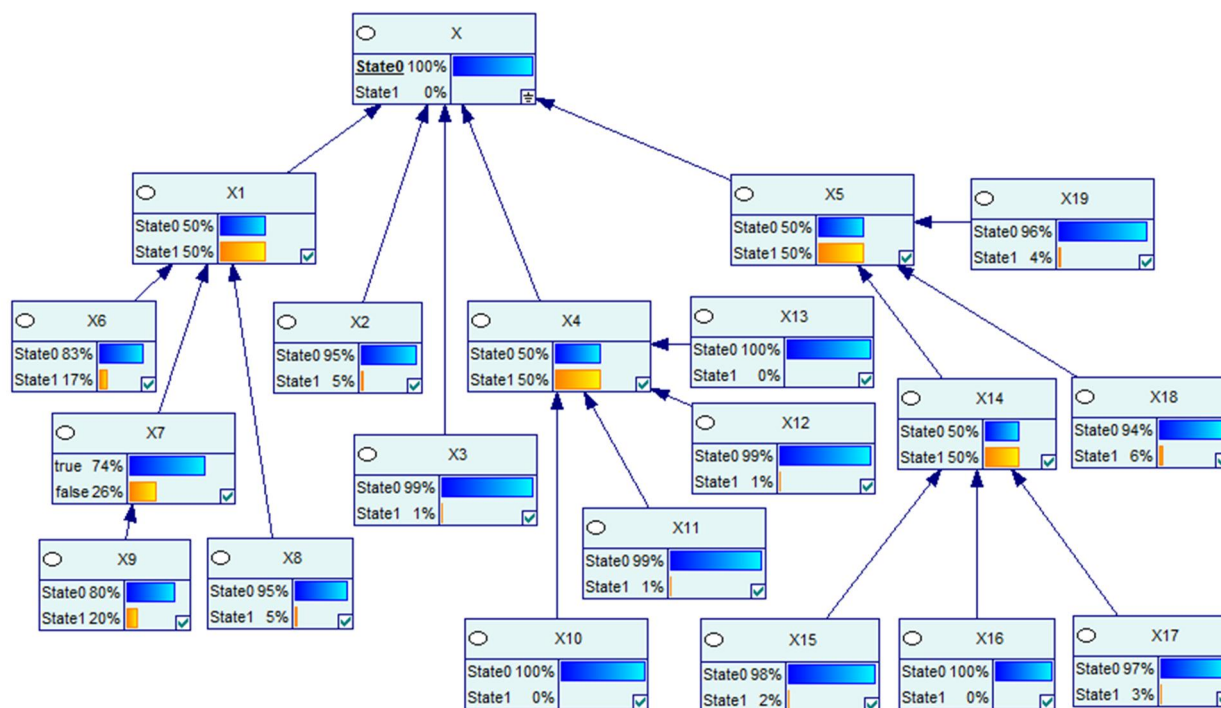 X
State0 100%
State1 0%
X1
State0 50%
State1 50%
X5
State0 50%
State1 50%
X19
State0 96%
State1 4%
X6
State0 83%
State1 17%
X2
State0 95%
State1 5%
X4
State0 50%
State1 50%
X13
State0 100%
State1 0%
X7
true 74%
false 26%
X3
State0 99%
State1 1%
X12
State0 99%
State1 1%
X14
State0 50%
State1 50%
X18
State0 94%
State1 6%
X9
State0 80%
State1 20%
X8
State0 95%
State1 5%
X11
State0 99%
State1 1%
X10
State0 100%
State1 0%
X15
State0 98%
State1 2%
X16
State0 100%
State1 0%
X17
State0 97%
State1 3%